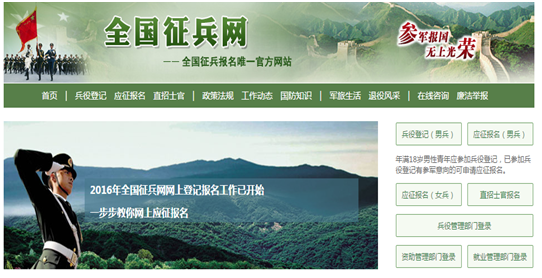 全国征兵网
—— 全国征兵报名唯一官方网站
参军报国
无上光荣
首页 | 兵役登记 应征报名 直招士官 | 政策法规 工作动态 国防知识 | 军旅生活 退役风采 | 在线咨询 廉洁举报
2016年全国征兵网网上登记报名工作已开始
一步步教你网上应征报名
兵役登记（男兵） 应征报名（男兵）
年满18岁男性青年应参加兵役登记，已参加兵
役登记有参军意向的可申请应征报名。
应征报名（女兵） 直招士官报名
兵役管理部门登录
资助管理部门登录 就业管理部门登录